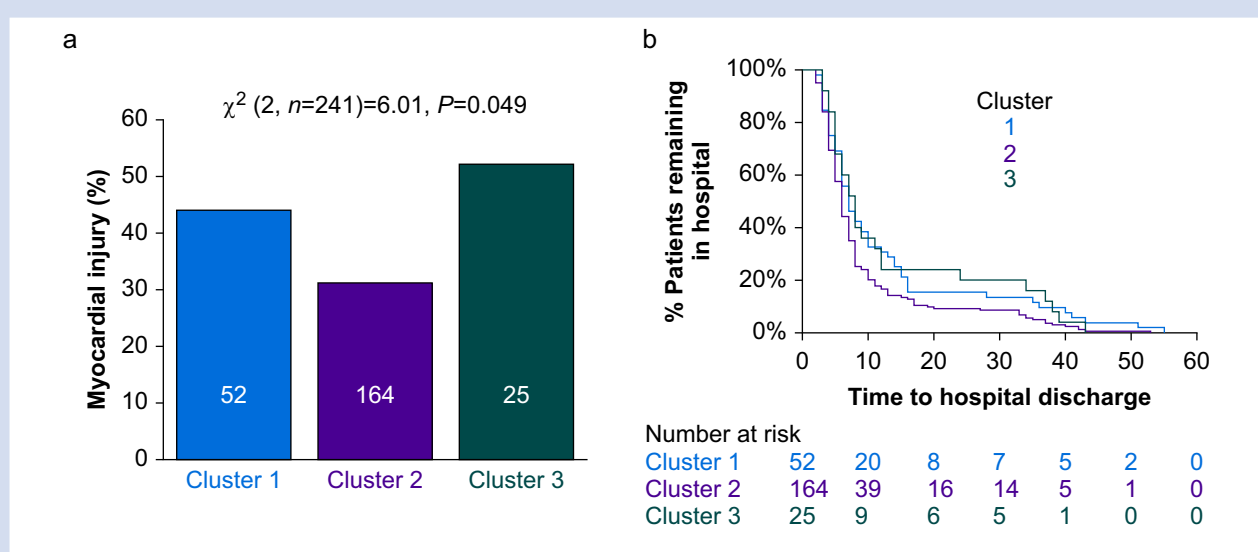 a
χ² (2, n=241)=6.01, P=0.049
Myocardial injury (%)
60
50
40
30
20
10
0
52
164
25
Cluster 1
Cluster 2
Cluster 3
b
% Patients remaining
in hospital
100%
80%
60%
40%
20%
0%
Cluster
1
2
3
0 10 20 30 40 50 60
Time to hospital discharge
Number at risk
Cluster 1 52 20 8 7 5 2 0
Cluster 2 164 39 16 14 5 1 0
Cluster 3 25 9 6 5 1 0 0